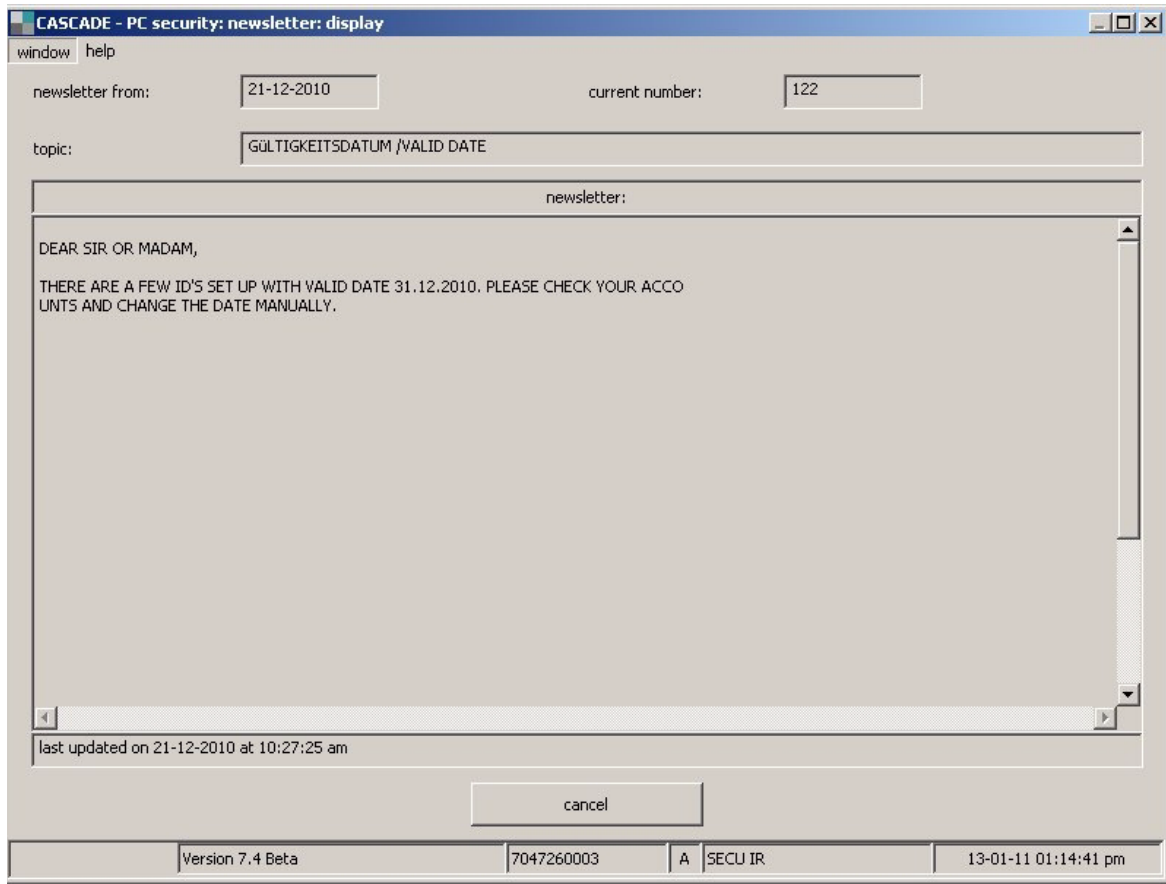 CASCADE - PC security: newsletter: display
window help
newsletter from: 21-12-2010 current number: 122
topic: GüLTIGKEITSDATUM /VALID DATE
newsletter:
DEAR SIR OR MADAM,
THERE ARE A FEW ID'S SET UP WITH VALID DATE 31.12.2010. PLEASE CHECK YOUR ACCO
UNTS AND CHANGE THE DATE MANUALLY.
last updated on 21-12-2010 at 10:27:25 am
cancel
Version 7.4 Beta 7047260003 A SECU IR 13-01-11 01:14:41 pm